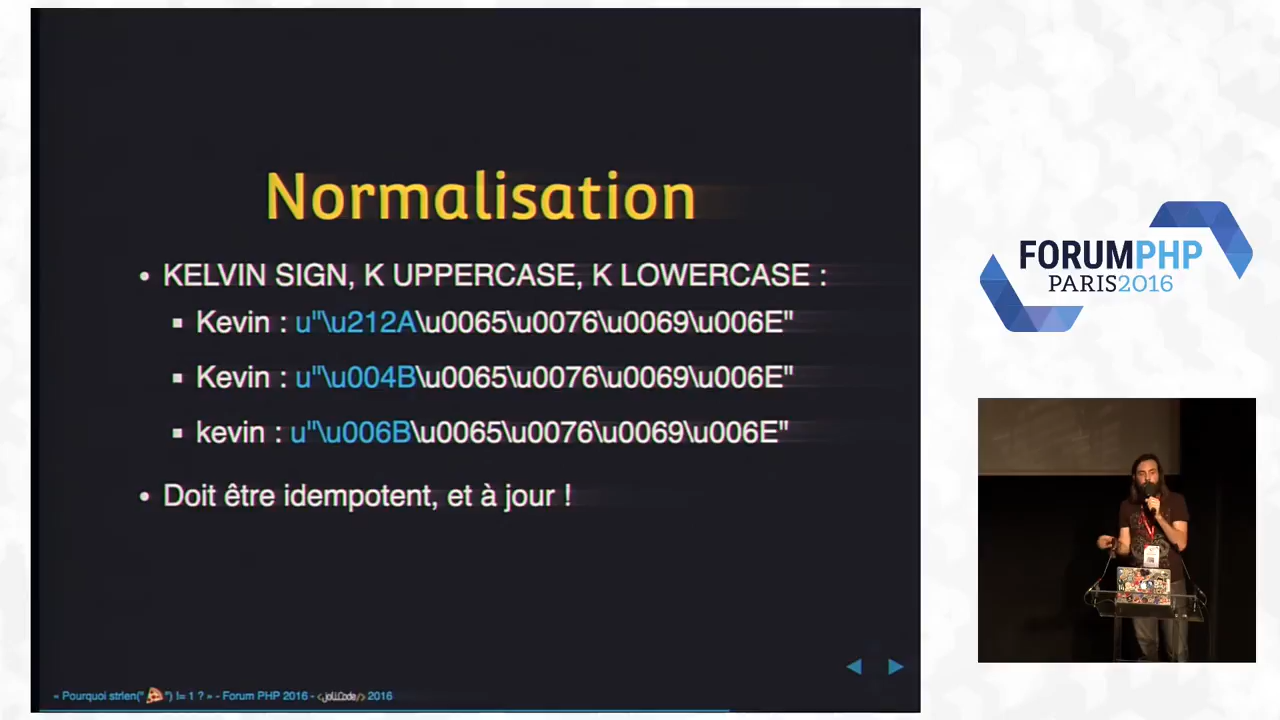 Normalisation
• KELVIN SIGN, K UPPERCASE, K LOWERCASE :
▪ Kevin : u"\u212A\u0065\u0076\u0069\u006E"
▪ Kevin : u"\u004B\u0065\u0076\u0069\u006E"
▪ kevin : u"\u006B\u0065\u0076\u0069\u006E"
• Doit être idempotent, et à jour !
« Pourquoi strlen("🍕") != 1 ? » - Forum PHP 2016 - </jolliCode/> 2016
FORUMPHP
PARIS2016